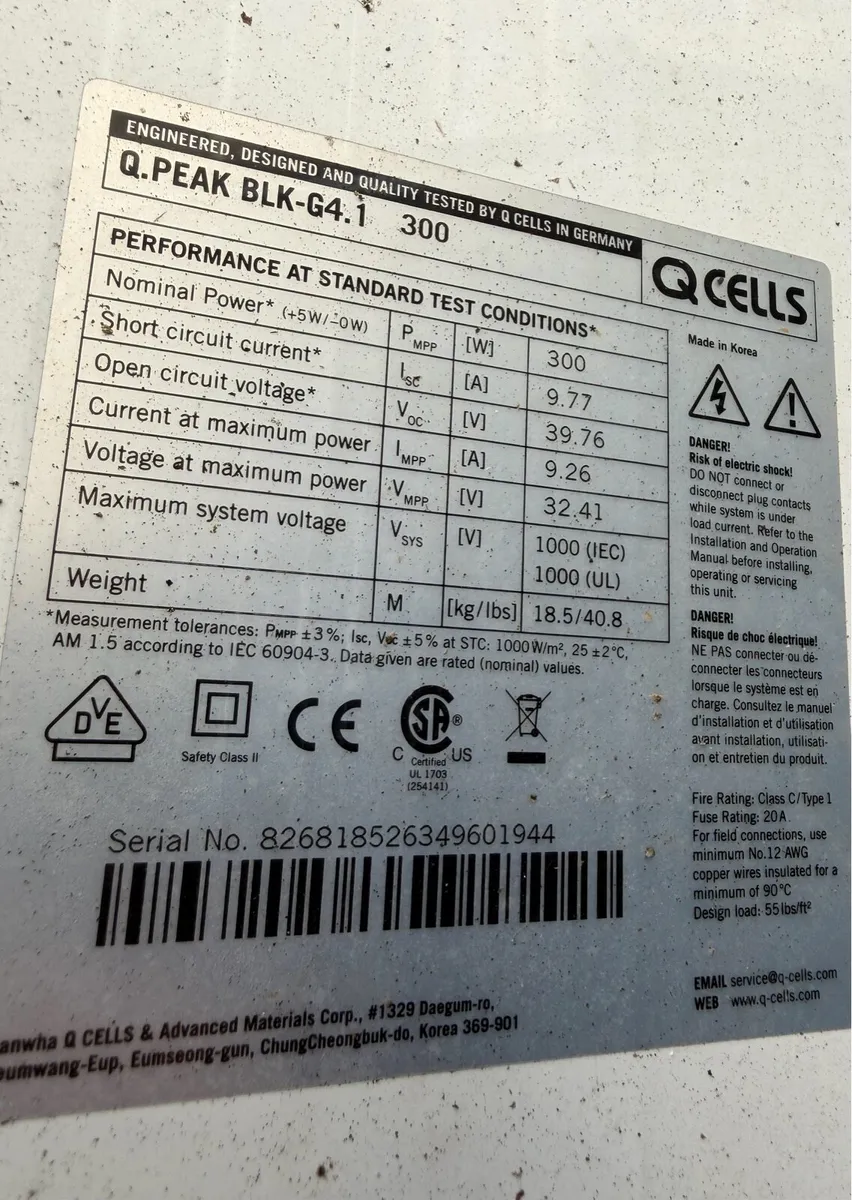 ENGINEERED, DESIGNED AND QUALITY TESTED BY Q CELLS IN GERMANY
Q.PEAK BLK-G4.1 300
Q CELLS
PERFORMANCE AT STANDARD TEST CONDITIONS*
Nominal Power* (+5W/-0W) PMPP [W] 300
Short circuit current* ISC [A] 9.77
Open circuit voltage* VOC [V] 39.76
Current at maximum power IMPP [A] 9.26
Voltage at maximum power VMPP [V] 32.41
Maximum system voltage VSYS [V] 1000 (IEC)
1000 (UL)
Weight M [kg/lbs] 18.5/40.8
*Measurement tolerances: PMPP ±3%; Isc, Voc ±5% at STC: 1000W/m², 25 ±2°C,
AM 1.5 according to IEC 60904-3. Data given are rated (nominal) values.
DVE
Safety Class II
CE
SA®
C Certified US
UL 1703
(254141)
Serial No. 826818526349601944
anwha Q CELLS & Advanced Materials Corp., #1329 Daegum-ro,
eumwang-Eup, Eumseong-gun, ChungCheongbuk-do, Korea 369-901
Made in Korea
DANGER!
Risk of electric shock!
DO NOT connect or
disconnect plug contacts
while system is under
load current. Refer to the
Installation and Operation
Manual before installing,
operating or servicing
this unit.
DANGER!
Risque de choc électrique!
NE PAS connecter ou dé-
connecter les connecteurs
lorsque le système est en
charge. Consultez le manuel
d'installation et d'utilisation
avant installation, utilisati-
on et entretien du produit.
Fire Rating: Class C/Type 1
Fuse Rating: 20A
For field connections, use
minimum No.12 AWG
copper wires insulated for a
minimum of 90°C
Design load: 55lbs/ft²
EMAIL service@q-cells.com
WEB www.q-cells.com